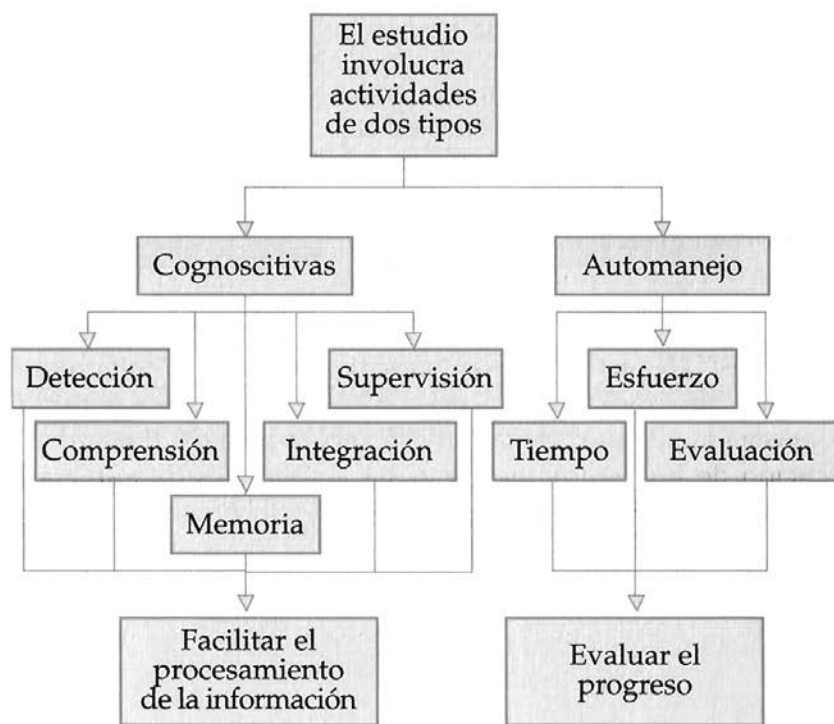 El estudio
involucra
actividades
de dos tipos
Cognoscitivas
Automanejo
Detección
Supervisión
Esfuerzo
Comprensión
Integración
Tiempo
Evaluación
Memoria
Facilitar el
procesamiento
de la información
Evaluar el
progreso